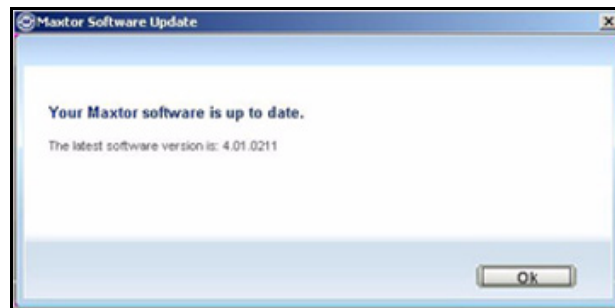 Maxtor Software Update
Your Maxtor software is up to date.
The latest software version is: 4.01.0211
Ok